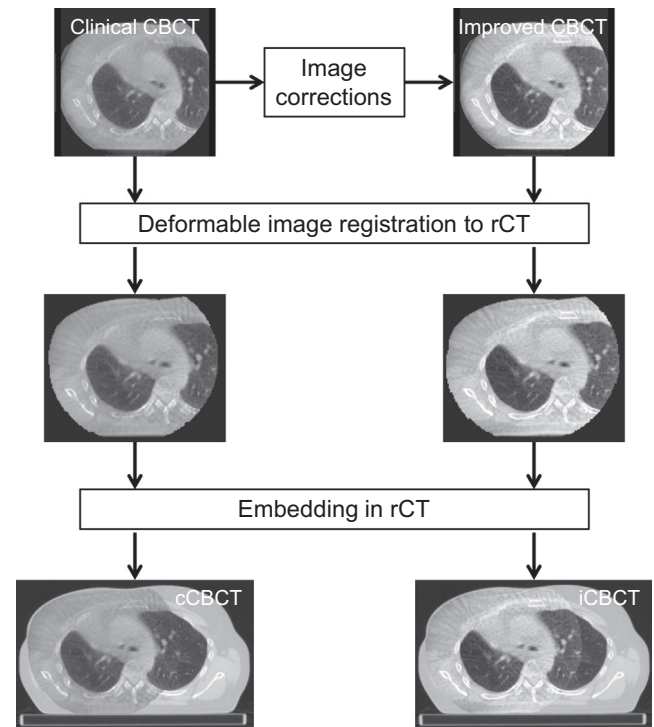 Clinical CBCT
Improved CBCT
Image
corrections
Deformable image registration to rCT
Embedding in rCT
cCBCT
iCBCT